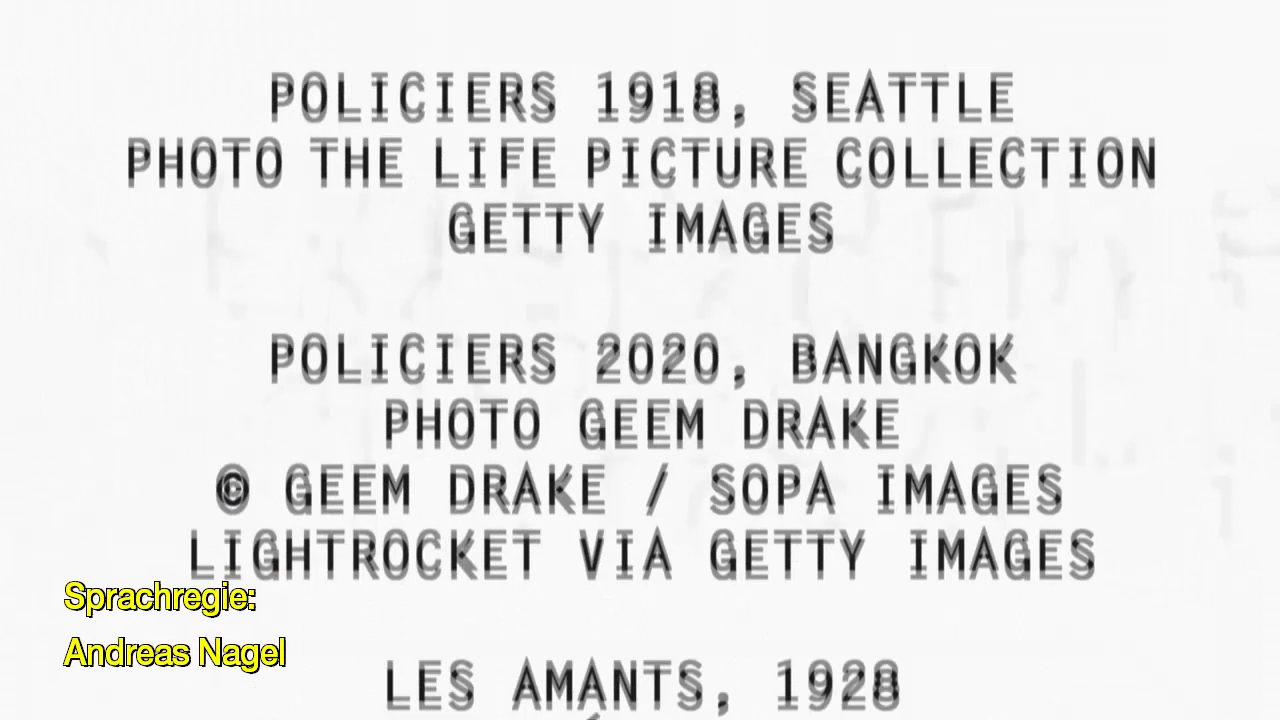 POLICIERS 1918, SEATTLE
PHOTO THE LIFE PICTURE COLLECTION
GETTY IMAGES
POLICIERS 2020, BANGKOK
PHOTO GEEM DRAKE
© GEEM DRAKE / SOPA IMAGES
LIGHTROCKET VIA GETTY IMAGES
Sprachregie:
Andreas Nagel
LES AMANTS, 1928